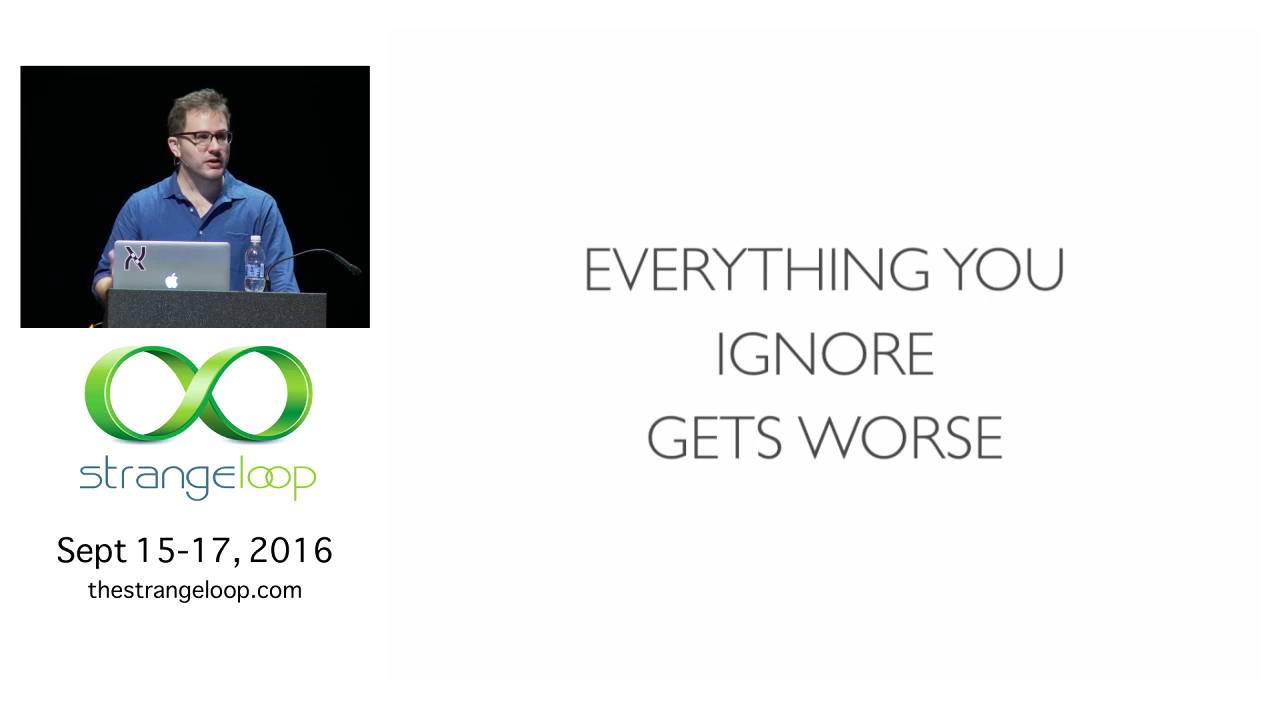 strangeloop
Sept 15-17, 2016
thestrangeloop.com
EVERYTHING YOU
IGNORE
GETS WORSE